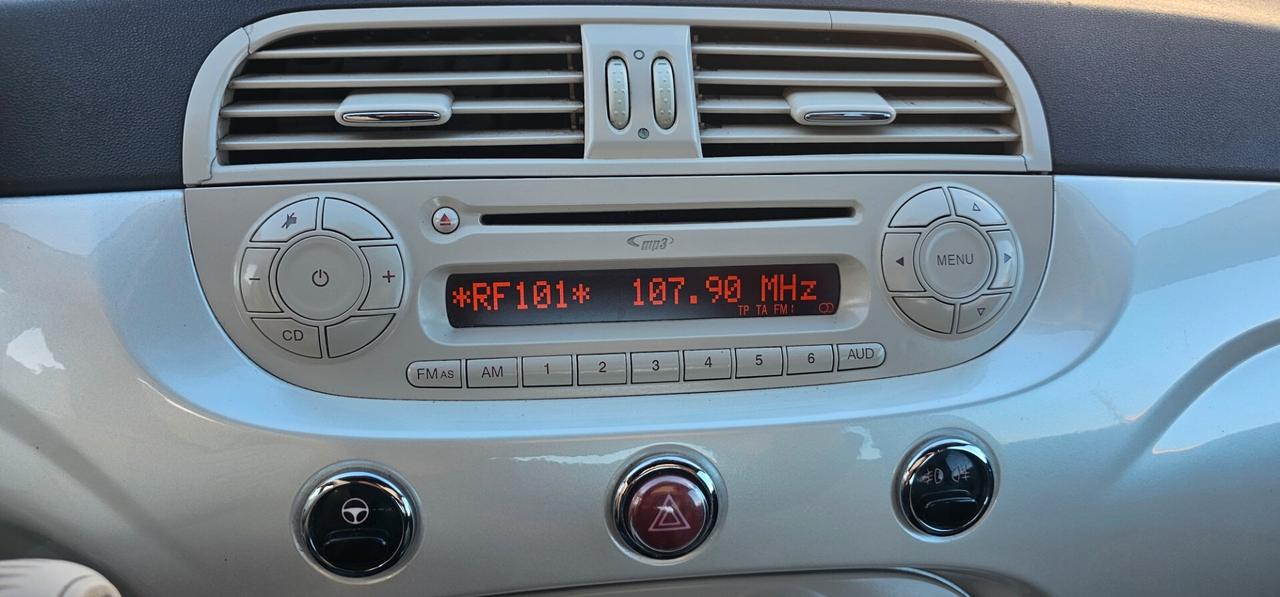 mp3
*RF101* 107.90 MHz
TP TA FM
MENU
CD
FM AS AM 1 2 3 4 5 6 AUD